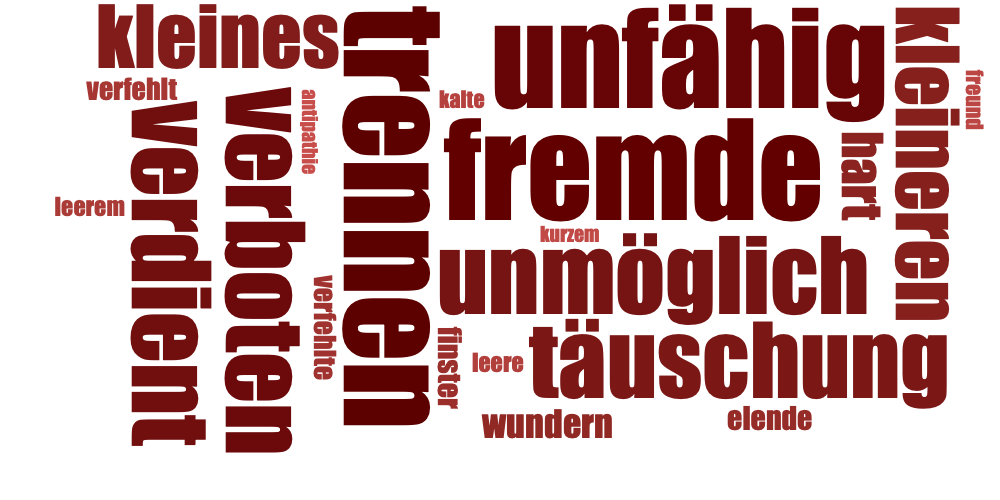 kleines
trennen
unfähig
kleineren
verfehlt
verdient
verboten
antipathie
kalte
freund
fremde
hart
leerem
kurzem
unmöglich
verfehlte
finster
leere
täuschung
wundern
elende